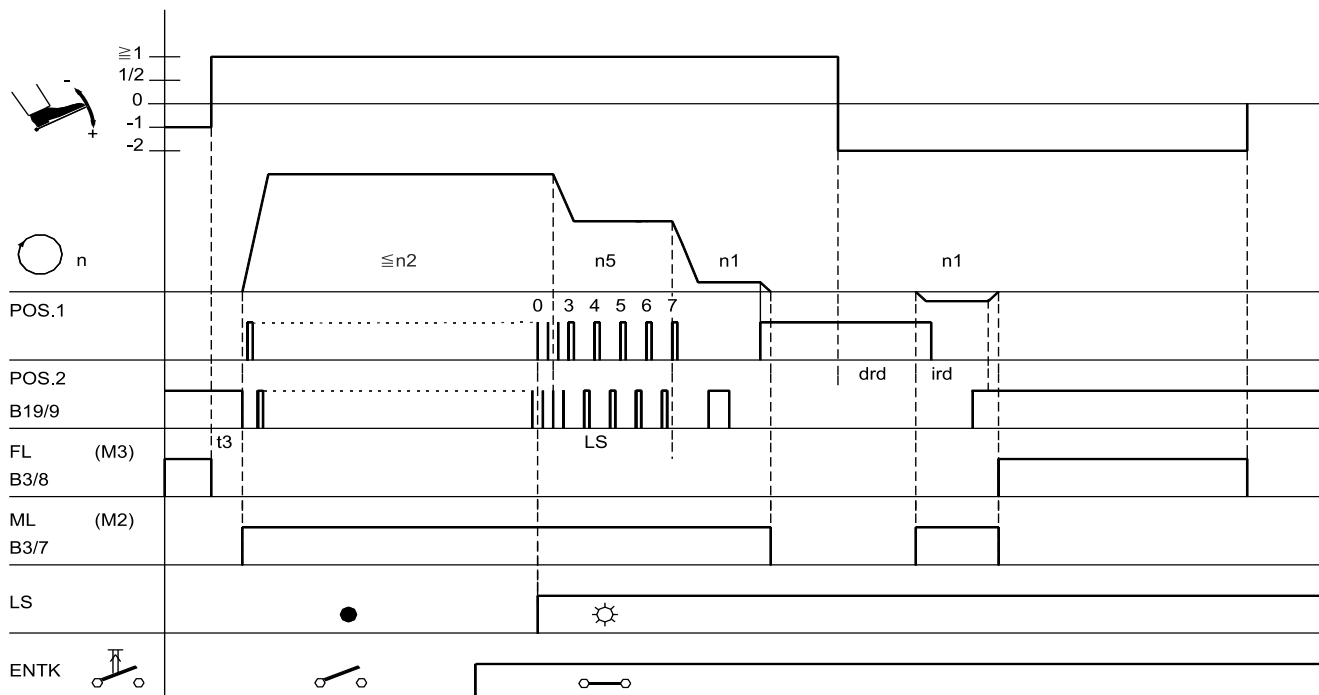 ≧1
1/2
0
-1
-2
-
+
n
≦n2
n5
n1
n1
POS.1
0 3 4 5 6 7
POS.2
drd ird
B19/9
t3 LS
FL (M3)
B3/8
ML (M2)
B3/7
LS
ENTK